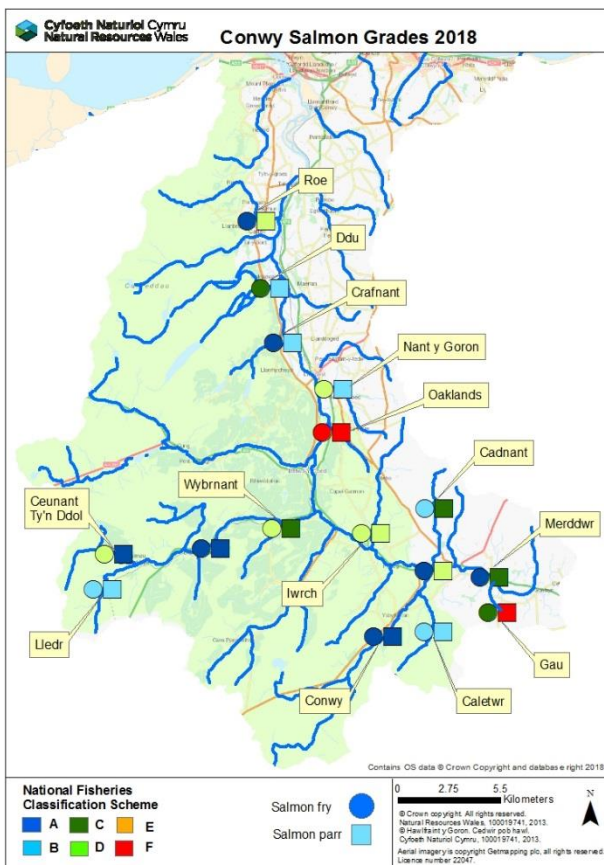 Cyfoeth Naturiol Cymru
Natural Resources Wales
Conwy Salmon Grades 2018
Roe
Ddu
Crafnant
Nant y Goron
Oaklands
Cadnant
Wybrnant
Ceunant
Ty'n Ddol
Merddwr
Iwrch
Lledr
Gau
Conwy
Caletwr
Contains OS data © Crown Copyright and database right 2018
National Fisheries
Classification Scheme
A C E
B D F
Salmon fry
Salmon parr
0 2.75 5.5
Kilometers
N
© Crown copyright. All rights reserved.
Natural Resources Wales, 100019741, 2013.
© Hawlfraint y Goron. Cedwir pob hawl.
Cyfoeth Naturiol Cymru, 100019741, 2013.
Aerial imagery is copyright Getmapping plc, all rights reserved.
Licence number 22047.